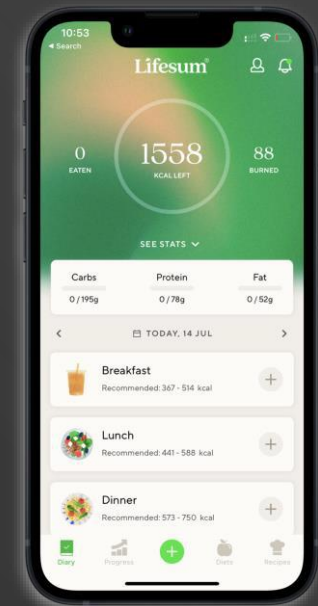 10:53
◂ Search
Lifesum®
0
EATEN
1558
KCAL LEFT
88
BURNED
SEE STATS
Carbs
Protein
Fat
0 / 195g
0 / 78g
0 / 52g
TODAY, 14 JUL
Breakfast
Recommended: 367 - 514 kcal
Lunch
Recommended: 441 - 588 kcal
Dinner
Recommended: 573 - 750 kcal
Diary
Progress
Diets
Recipes